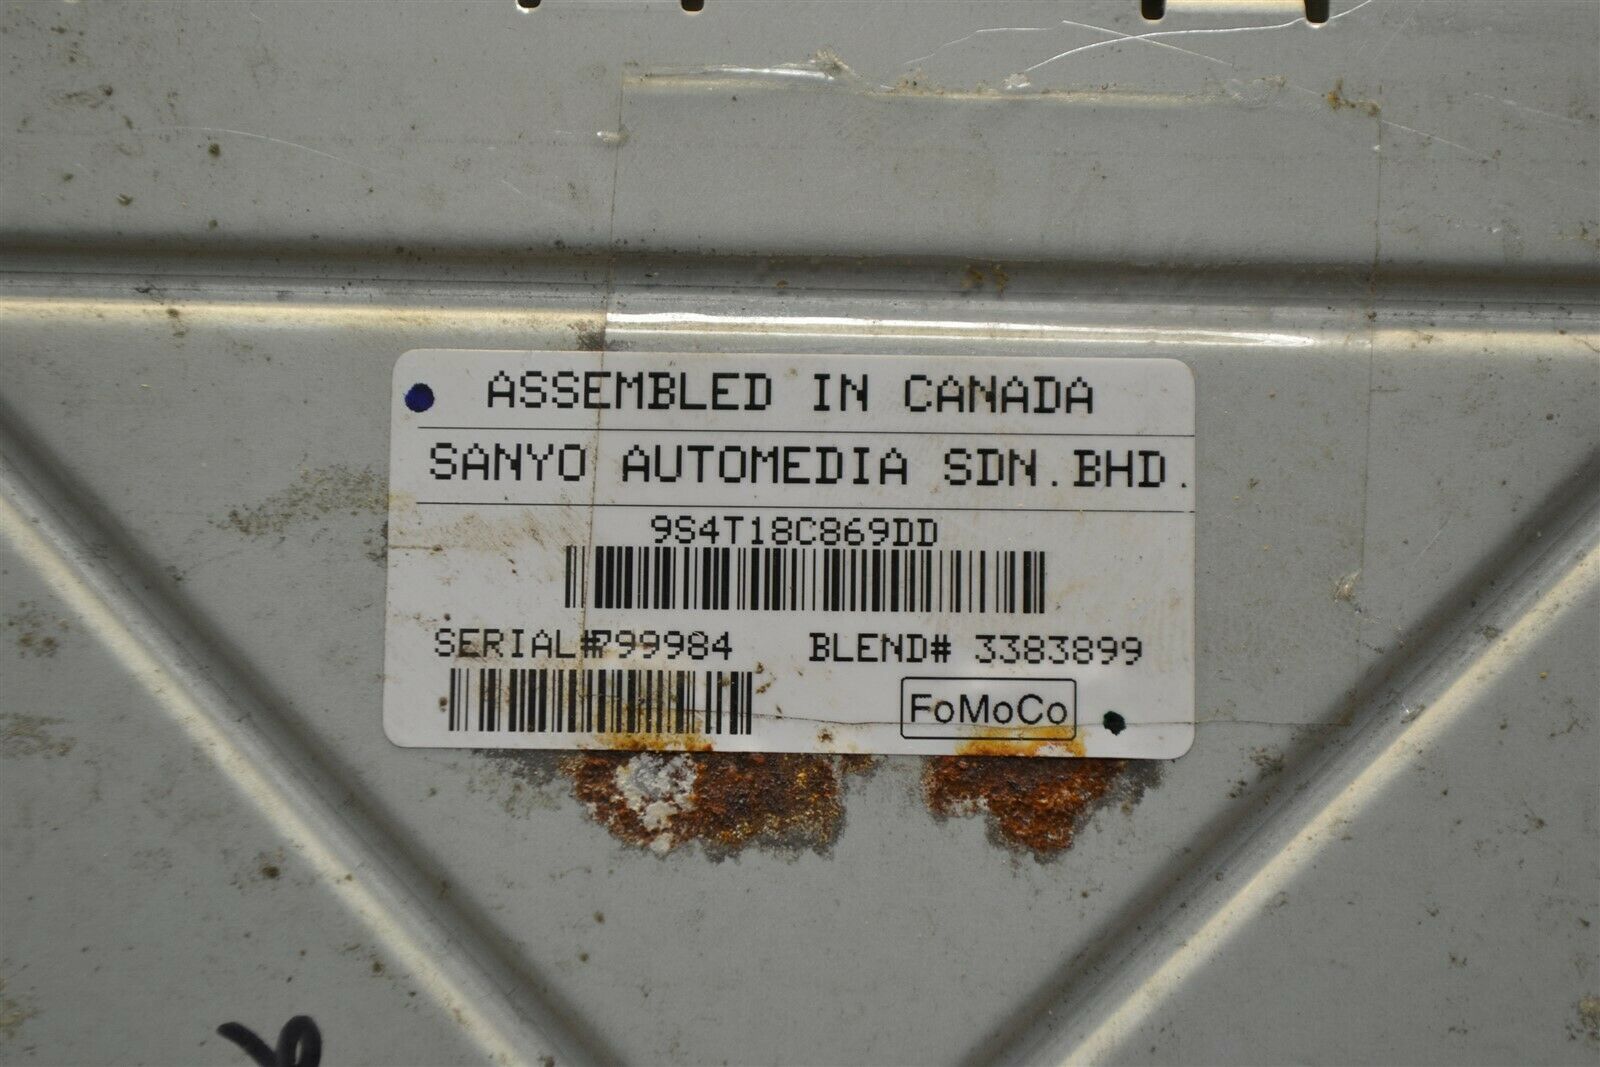 ASSEMBLED IN CANADA
SANYO AUTOMEDIA SDN.BHD.
9S4T18C869DD
SERIAL#799984 BLEND# 3383899
FoMoCo